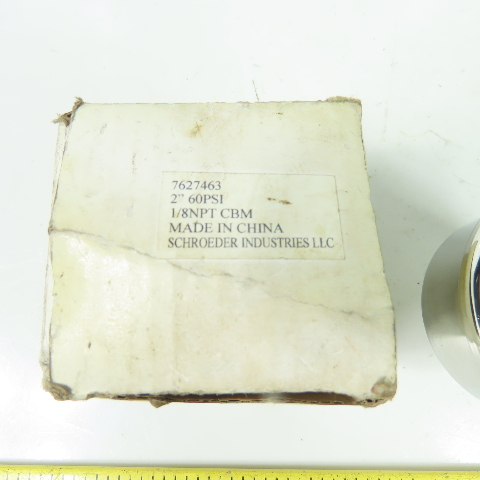 7627463
2" 60PSI
1/8NPT CBM
MADE IN CHINA
SCHROEDER INDUSTRIES LLC